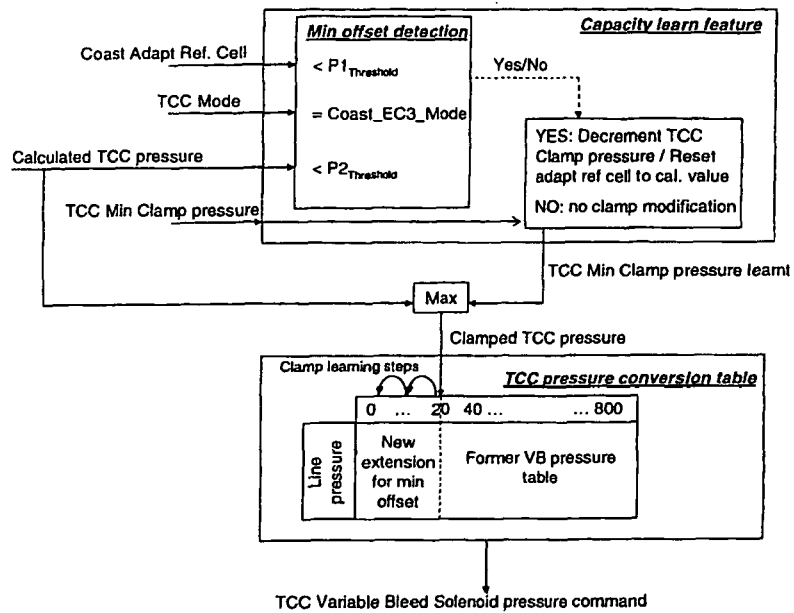 Capacity learn feature
Min offset detection
Coast Adapt Ref. Cell
< P1Threshold
Yes/No
TCC Mode
= Coast_EC3_Mode
YES: Decrement TCC
Clamp pressure / Reset
adapt ref cell to cal. value
NO: no clamp modification
Calculated TCC pressure
< P2Threshold
TCC Min Clamp pressure
TCC Min Clamp pressure learnt
Max
Clamped TCC pressure
Clamp learning steps
TCC pressure conversion table
0 ... 20 40 ... ... 800
Line
pressure
New
extension
for min
offset
Former VB pressure
table
TCC Variable Bleed Solenoid pressure command